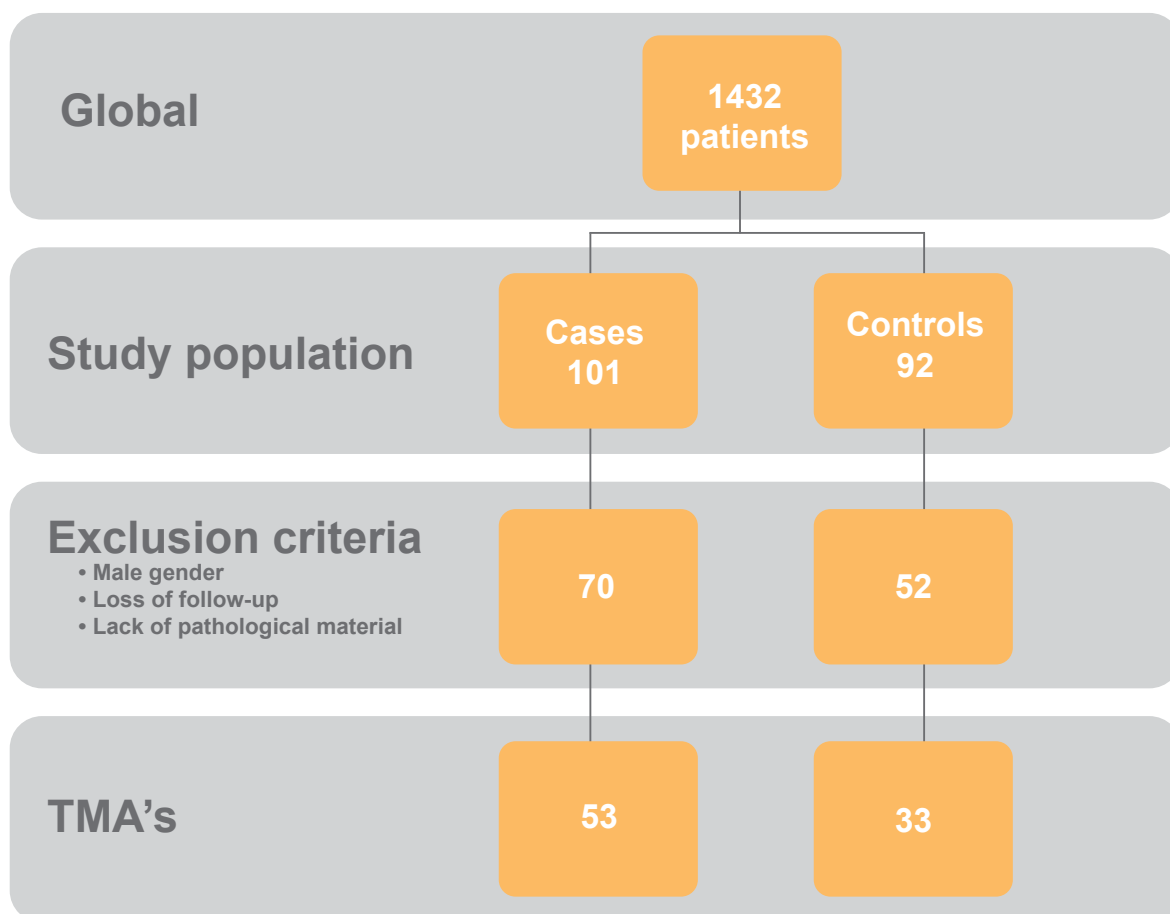 Global
1432
patients
Study population
Cases
101
Controls
92
Exclusion criteria
• Male gender
• Loss of follow-up
• Lack of pathological material
70
52
TMA’s
53
33